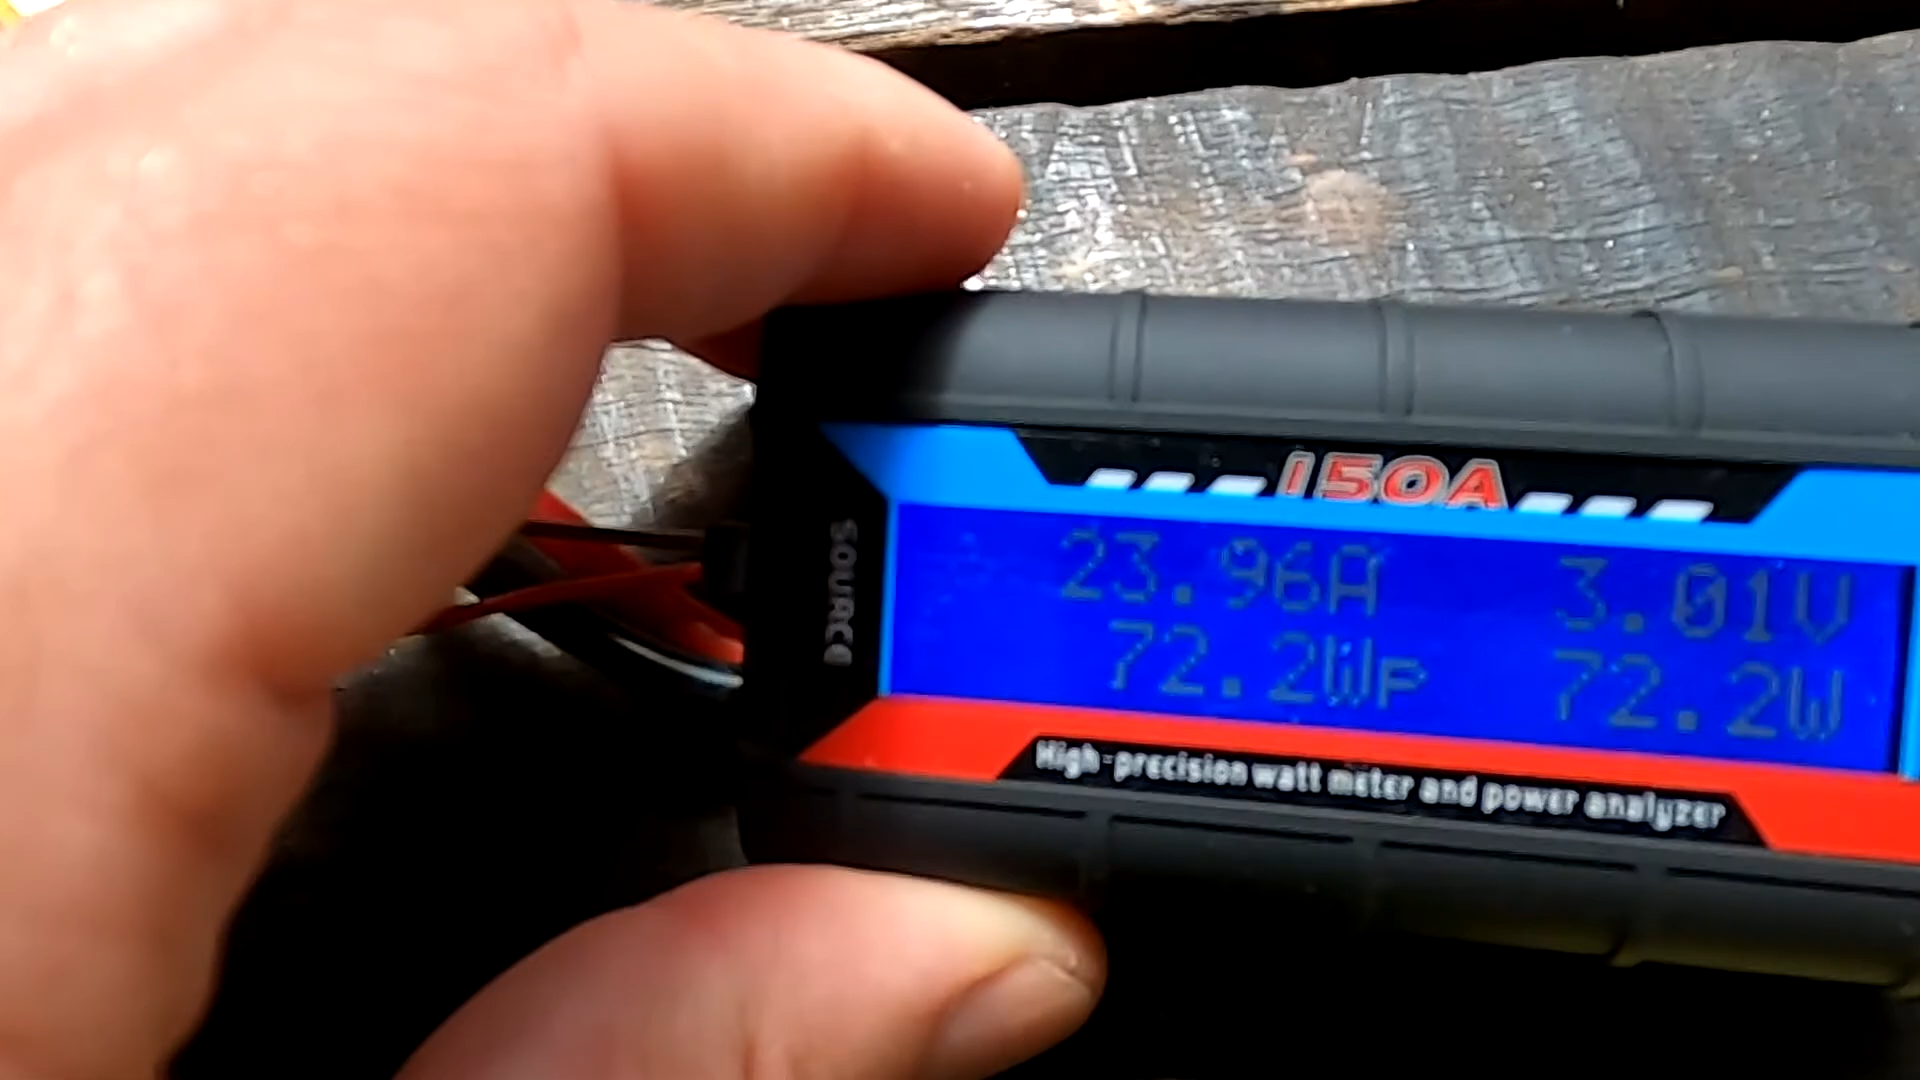 150A
SOURCE
23.96A 3.01V
72.2Wp 72.2W
High-precision watt meter and power analyzer